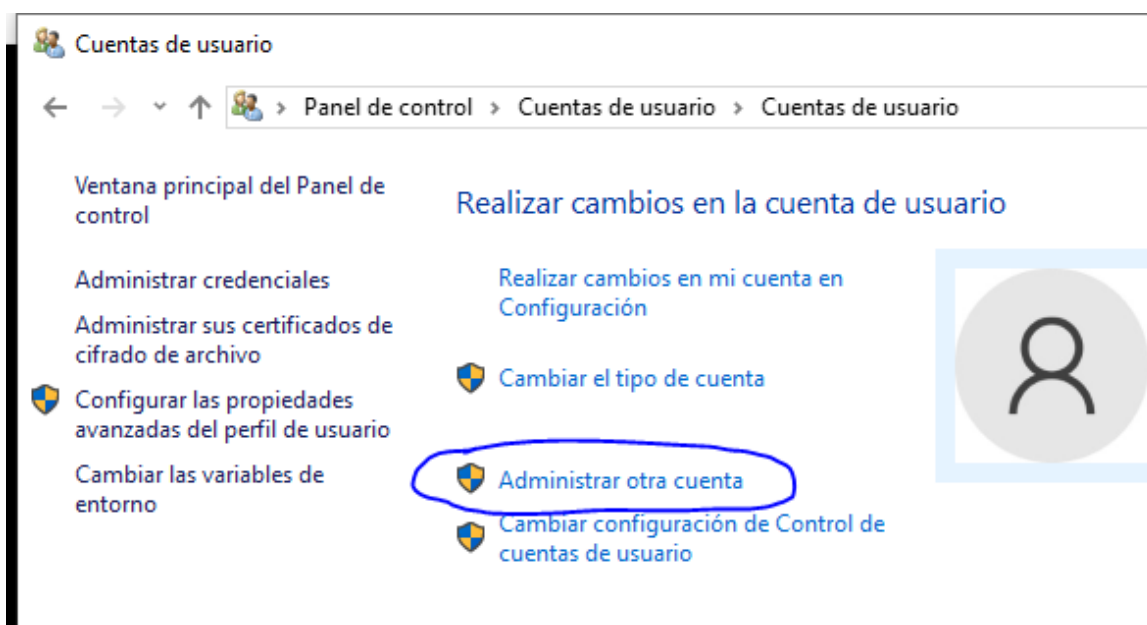 Cuentas de usuario
Panel de control > Cuentas de usuario > Cuentas de usuario
Ventana principal del Panel de
control
Administrar credenciales
Administrar sus certificados de
cifrado de archivo
Configurar las propiedades
avanzadas del perfil de usuario
Cambiar las variables de
entorno
Realizar cambios en la cuenta de usuario
Realizar cambios en mi cuenta en
Configuración
Cambiar el tipo de cuenta
Administrar otra cuenta
Cambiar configuración de Control de
cuentas de usuario